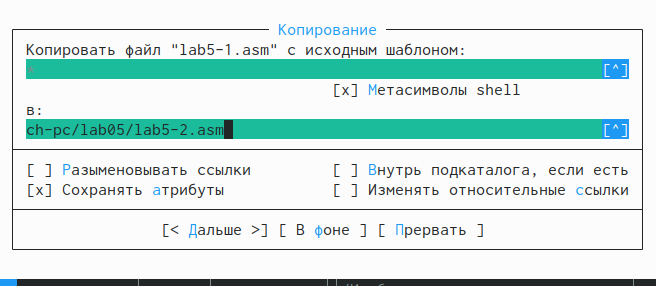 Копирование
Копировать файл "lab5-1.asm" с исходным шаблоном:
* [^]
[x] Метасимволы shell
в:
ch-pc/lab05/lab5-2.asm [^]
[ ] Разыменовывать ссылки [ ] Внутрь подкаталога, если есть
[x] Сохранять атрибуты [ ] Изменять относительные ссылки
[< Дальше >] [ В фоне ] [ Прервать ]